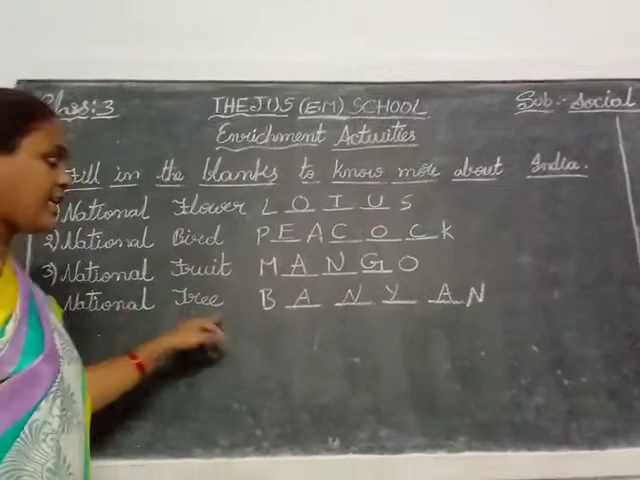 Class: 3 THEJUS (EM) SCHOOL Sub:- Social
Enrichment Activities
Fill in the blanks to know more about India.
1) National Flower L O T U S
2) National Bird P E A C O C K
3) National Fruit M A N G O
National Tree B A N Y A N